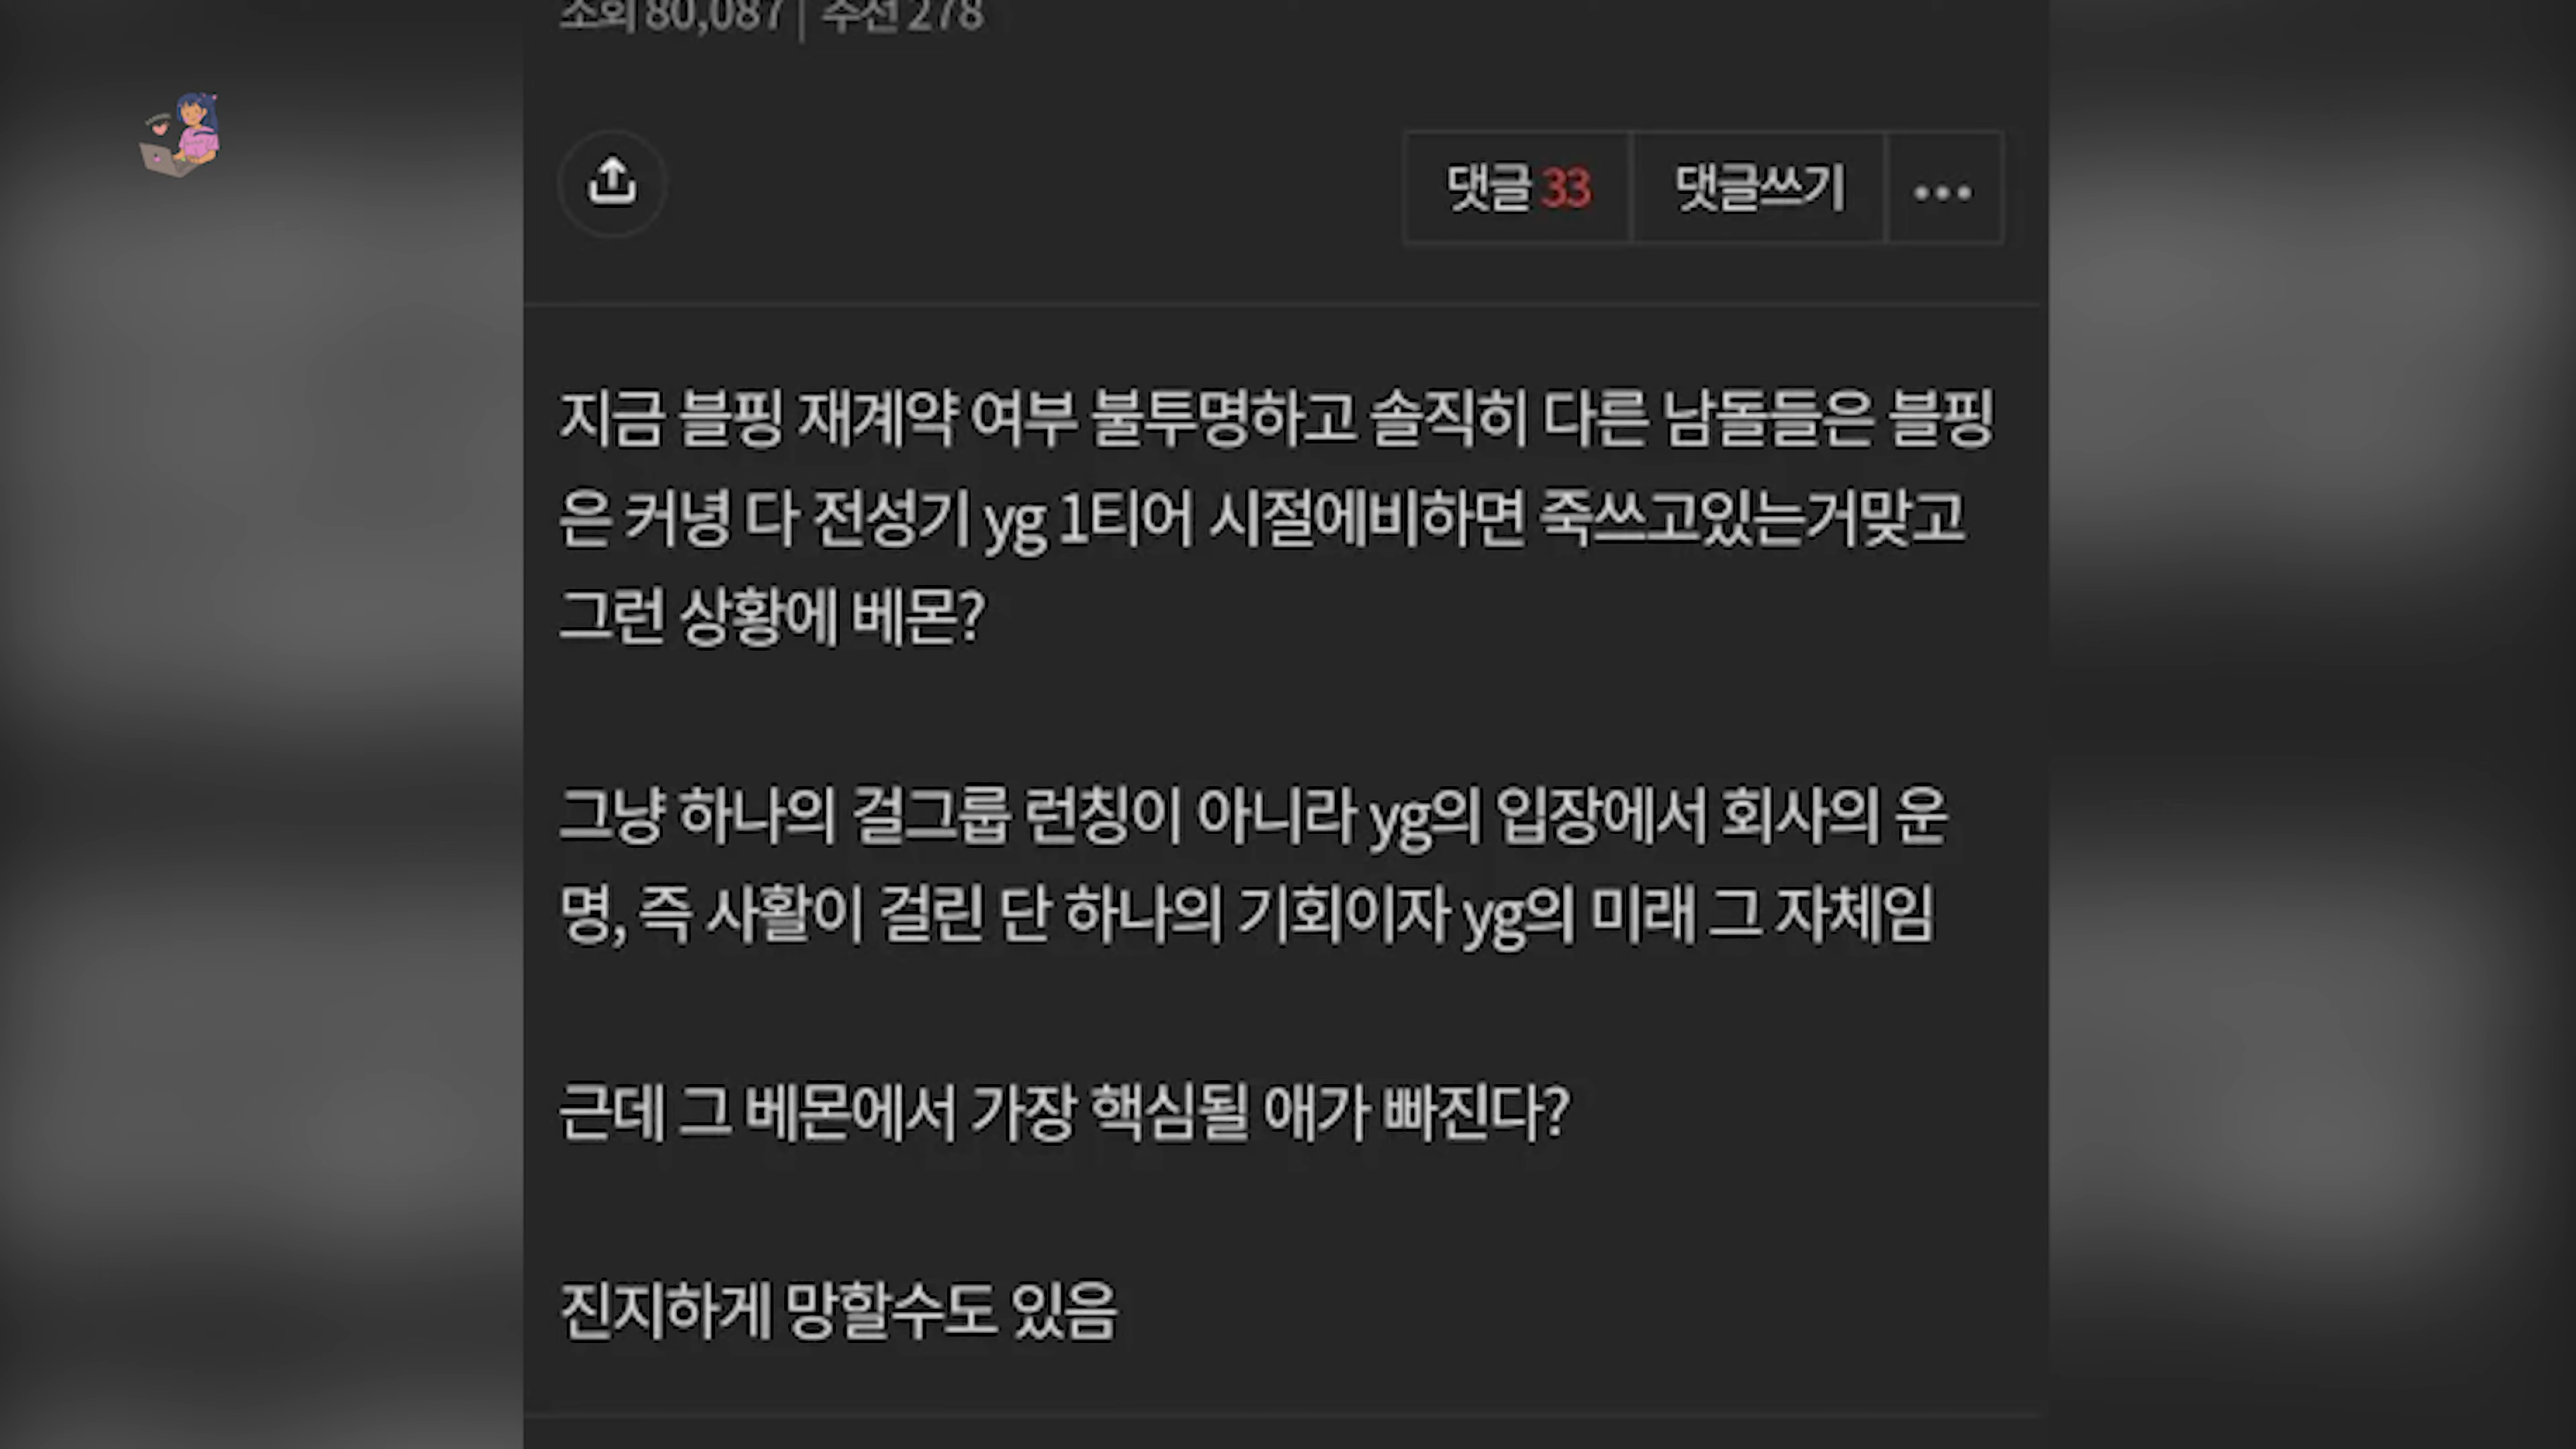 조회 80,087 | 추천 278
댓글 33 댓글쓰기
지금 블핑 재계약 여부 불투명하고 솔직히 다른 남돌들은 블핑
은 커녕 다 전성기 yg 1티어 시절에비하면 죽쓰고있는거맞고
그런 상황에 베몬?
그냥 하나의 걸그룹 런칭이 아니라 yg의 입장에서 회사의 운
명, 즉 사활이 걸린 단 하나의 기회이자 yg의 미래 그 자체임
근데 그 베몬에서 가장 핵심될 애가 빠진다?
진지하게 망할수도 있음